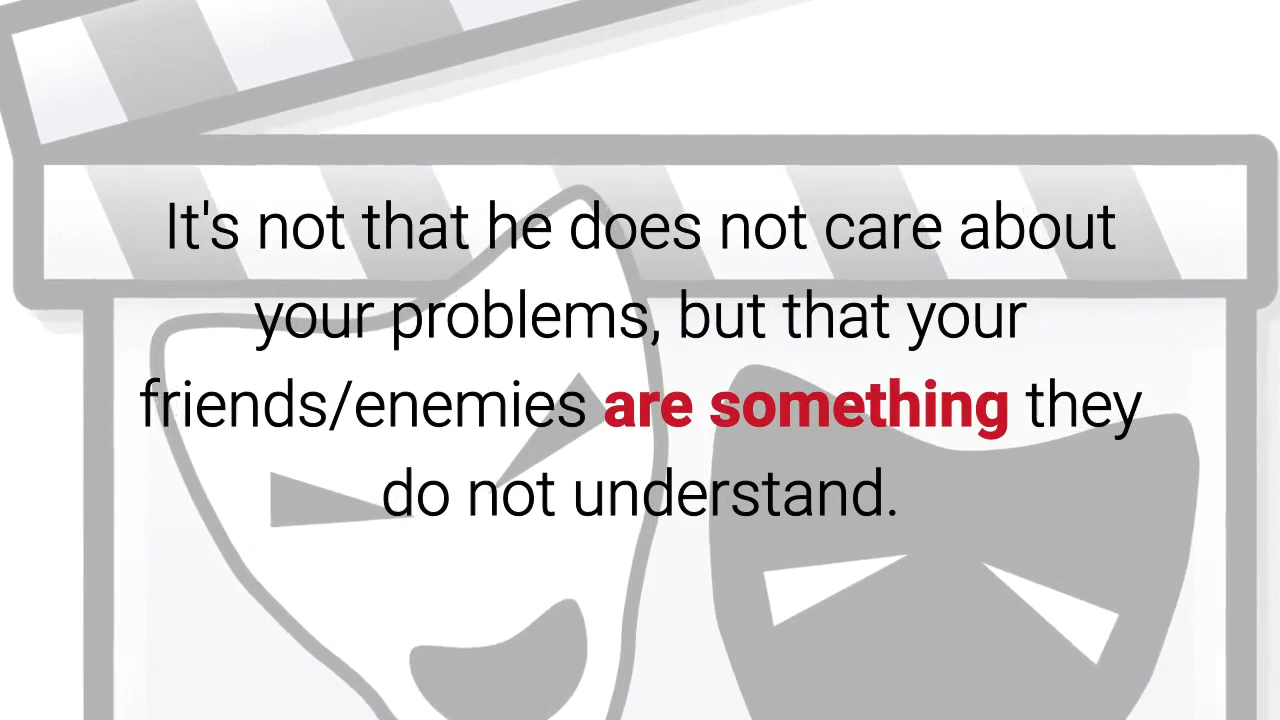 It's not that he does not care about
your problems, but that your
friends/enemies are something they
do not understand.